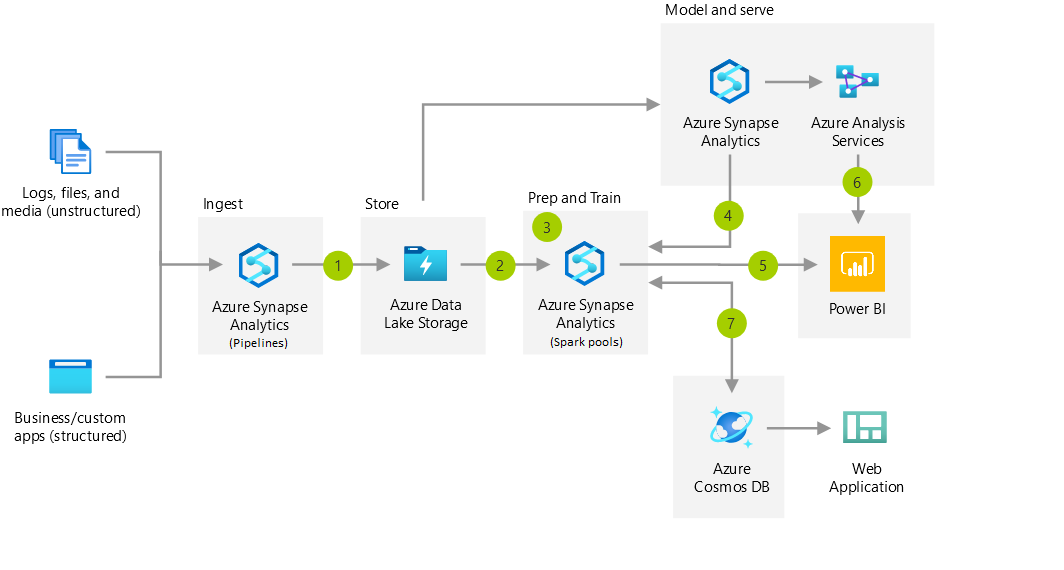 Model and serve
Azure Synapse
Analytics
Azure Analysis
Services
Logs, files, and
media (unstructured)
6
Ingest
Store
Prep and Train
4
3
1
2
5
7
Azure Synapse
Analytics
(Pipelines)
Azure Data
Lake Storage
Azure Synapse
Analytics
(Spark pools)
Power BI
Business/custom
apps (structured)
Azure
Cosmos DB
Web
Application